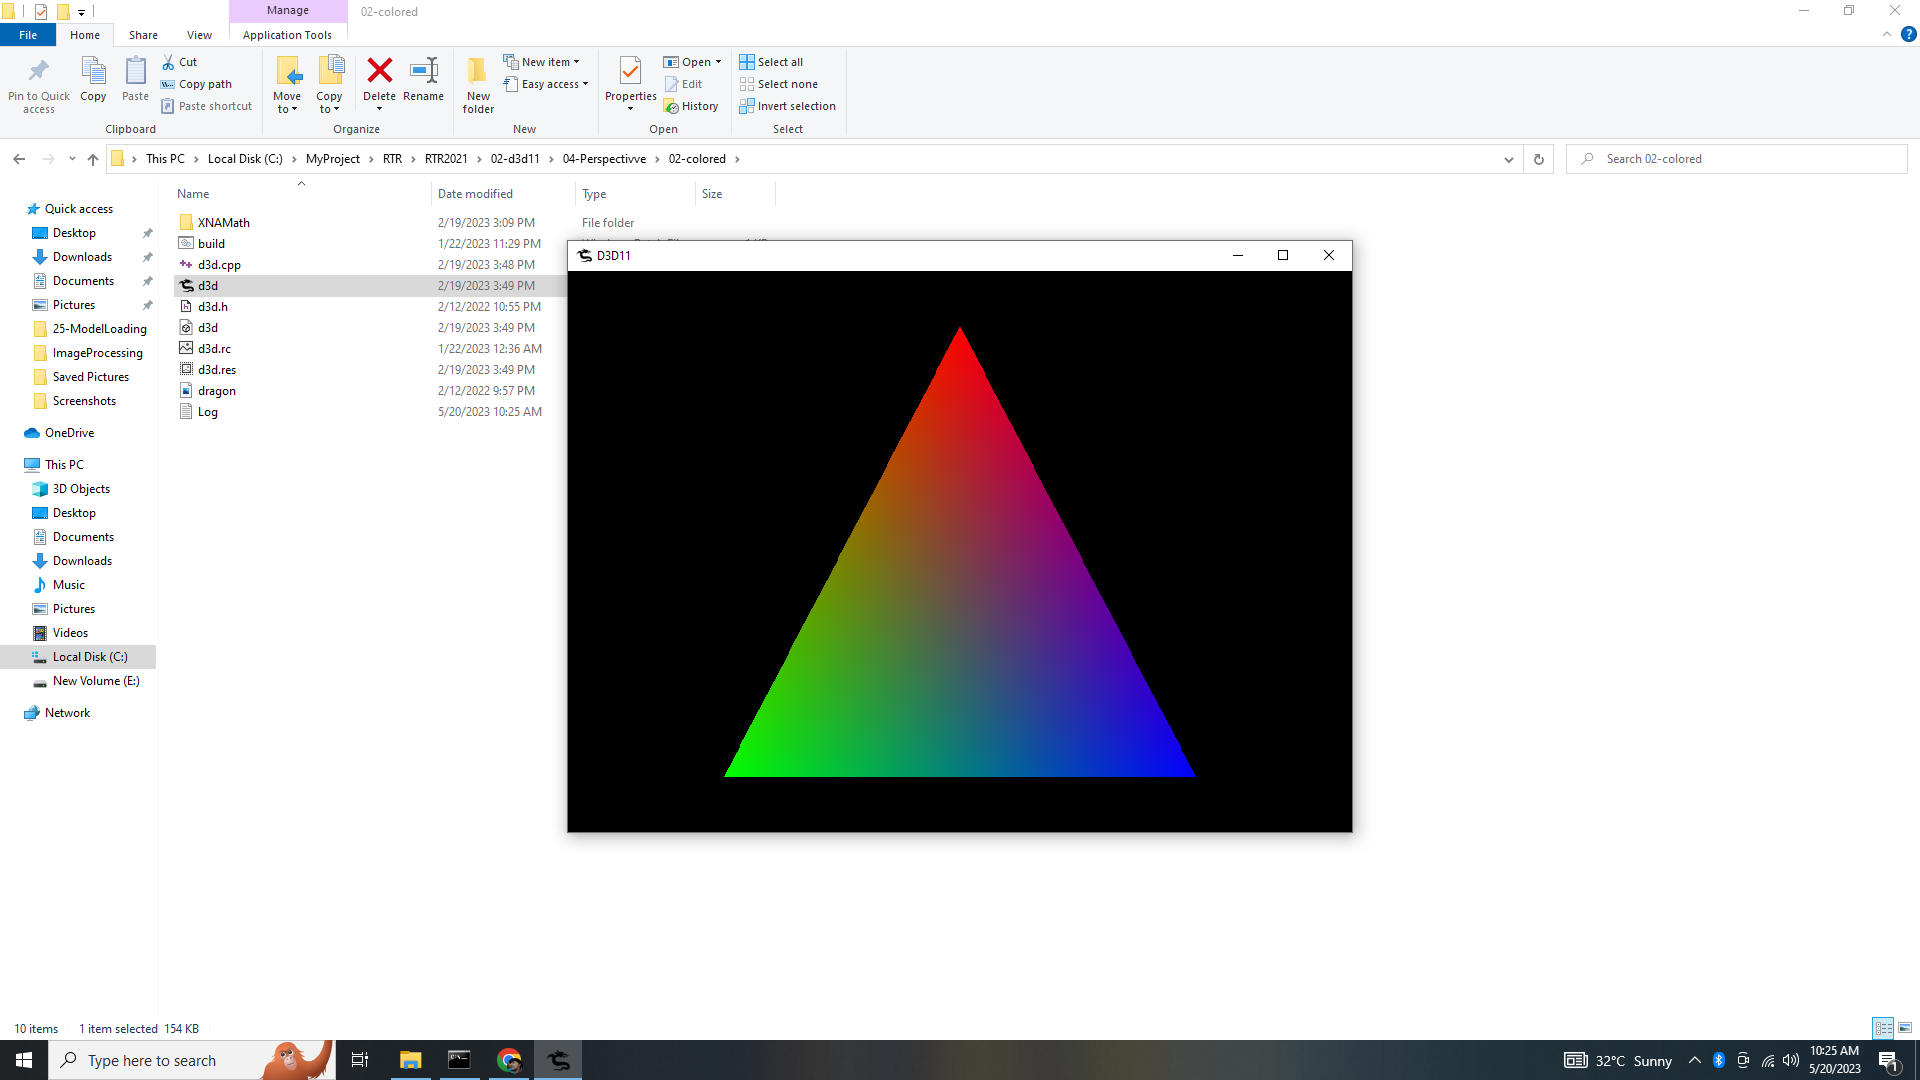 Manage
02-colored
File
Home
Share
View
Application Tools
Pin to Quick access
Copy
Paste
Cut
Copy path
Paste shortcut
Clipboard
Move to
Copy to
Delete
Rename
Organize
New folder
New item
Easy access
New
Properties
Open
Edit
History
Open
Select all
Select none
Invert selection
Select
This PC > Local Disk (C:) > MyProject > RTR > RTR2021 > 02-d3d11 > 04-Perspectivve > 02-colored >
Search 02-colored
Name Date modified Type Size
XNAMath 2/19/2023 3:09 PM File folder
build 1/22/2023 11:29 PM
d3d.cpp 2/19/2023 3:48 PM
d3d 2/19/2023 3:49 PM
d3d.h 2/12/2022 10:55 PM
d3d 2/19/2023 3:49 PM
d3d.rc 1/22/2023 12:36 AM
d3d.res 2/19/2023 3:49 PM
dragon 2/12/2022 9:57 PM
Log 5/20/2023 10:25 AM
Quick access
Desktop
Downloads
Documents
Pictures
25-ModelLoading
ImageProcessing
Saved Pictures
Screenshots
OneDrive
This PC
3D Objects
Desktop
Documents
Downloads
Music
Pictures
Videos
Local Disk (C:)
New Volume (E:)
Network
D3D11
10 items 1 item selected 154 KB
Type here to search
32°C Sunny
10:25 AM
5/20/2023
1